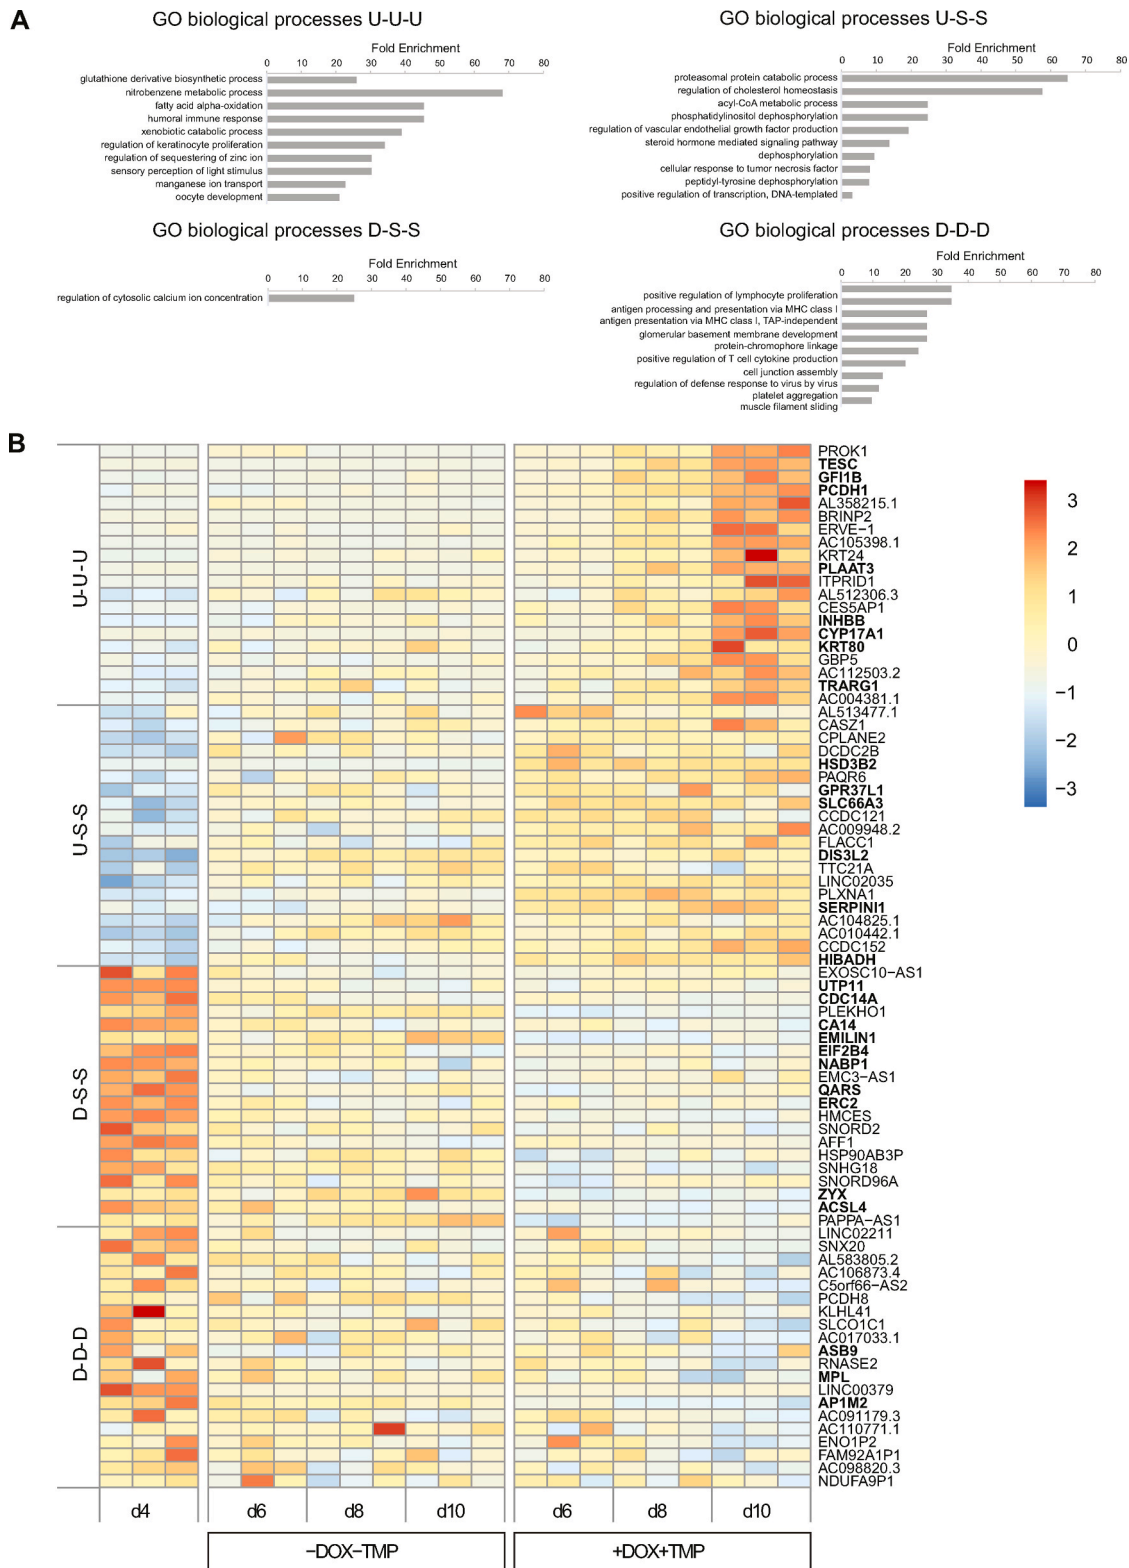 A
GO biological processes U-U-U
Fold Enrichment
0 10 20 30 40 50 60 70 80
glutathione derivative biosynthetic process
nitrobenzene metabolic process
fatty acid alpha-oxidation
humoral immune response
xenobiotic catabolic process
regulation of keratinocyte proliferation
regulation of sequestering of zinc ion
sensory perception of light stimulus
manganese ion transport
oocyte development
GO biological processes U-S-S
Fold Enrichment
0 10 20 30 40 50 60 70 80
proteasomal protein catabolic process
regulation of cholesterol homeostasis
acyl-CoA metabolic process
phosphatidylinositol dephosphorylation
regulation of vascular endothelial growth factor production
steroid hormone mediated signaling pathway
dephosphorylation
cellular response to tumor necrosis factor
peptidyl-tyrosine dephosphorylation
positive regulation of transcription, DNA-templated
GO biological processes D-S-S
Fold Enrichment
0 10 20 30 40 50 60 70 80
regulation of cytosolic calcium ion concentration
GO biological processes D-D-D
Fold Enrichment
0 10 20 30 40 50 60 70 80
positive regulation of lymphocyte proliferation
antigen processing and presentation via MHC class I
antigen presentation via MHC class I, TAP-independent
glomerular basement membrane development
protein-chromophore linkage
positive regulation of T cell cytokine production
cell junction assembly
regulation of defense response to virus by virus
platelet aggregation
muscle filament sliding
B
U-U-U
PROK1
TESC
GFI1B
PCDH1
AL358215.1
BRINP2
ERVE−1
AC105398.1
KRT24
PLAAT3
ITPRID1
AL512306.3
CES5AP1
INHBB
CYP17A1
KRT80
GBP5
AC112503.2
TRARG1
AC004381.1
U-S-S
AL513477.1
CASZ1
CPLANE2
DCDC2B
HSD3B2
PAQR6
GPR37L1
SLC66A3
CCDC121
AC009948.2
FLACC1
DIS3L2
TTC21A
LINC02035
PLXNA1
SERPINI1
AC104825.1
AC010442.1
CCDC152
HIBADH
D-S-S
EXOSC10−AS1
UTP11
CDC14A
PLEKHO1
CA14
EMILIN1
EIF2B4
NABP1
EMC3−AS1
QARS
ERC2
HMCES
SNORD2
AFF1
HSP90AB3P
SNHG18
SNORD96A
ZYX
ACSL4
PAPPA−AS1
D-D-D
LINC02211
SNX20
AL583805.2
AC106873.4
C5orf66−AS2
PCDH8
KLHL41
SLCO1C1
AC017033.1
ASB9
RNASE2
MPL
LINC00379
AP1M2
AC091179.3
AC110771.1
ENO1P2
FAM92A1P1
AC098820.3
NDUFA9P1
3
2
1
0
−1
−2
−3
d4 d6 d8 d10 d6 d8 d10
−DOX−TMP +DOX+TMP